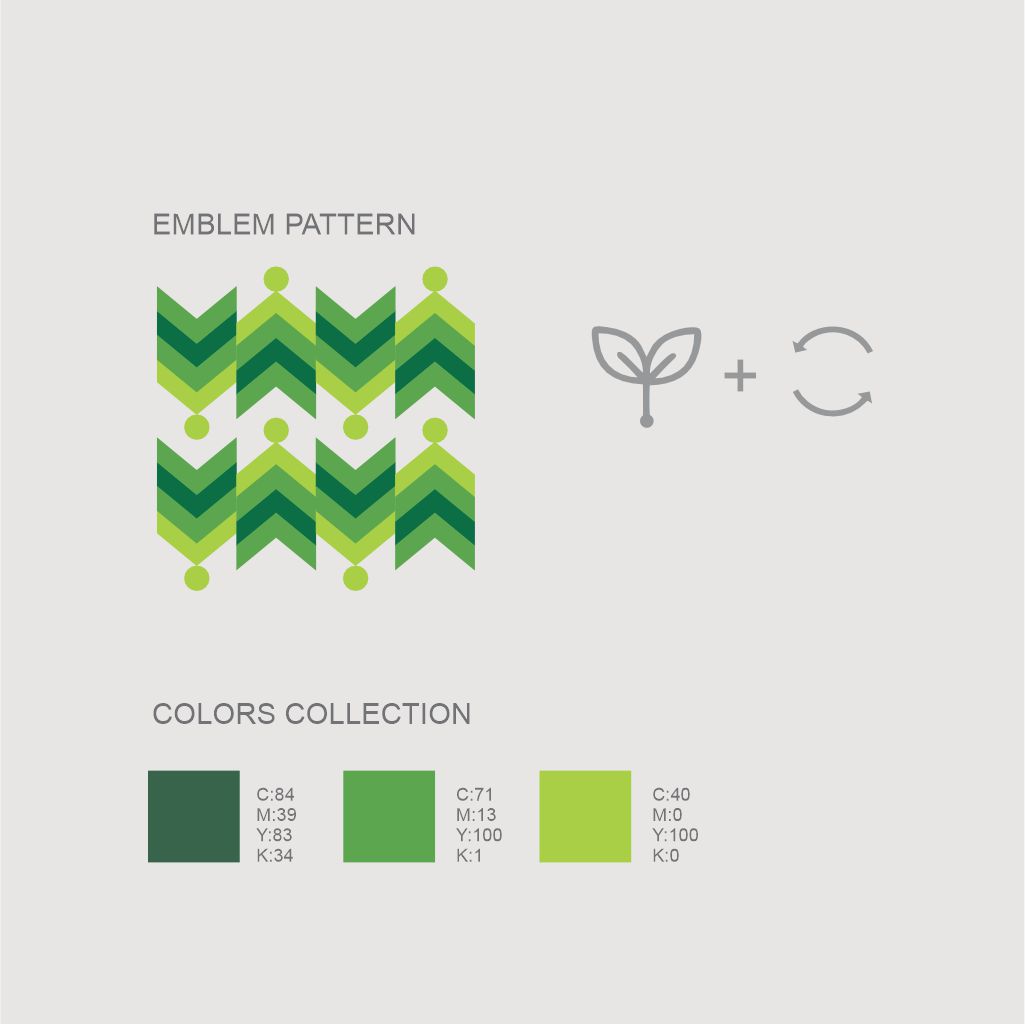 EMBLEM PATTERN
COLORS COLLECTION
C:84
M:39
Y:83
K:34
C:71
M:13
Y:100
K:1
C:40
M:0
Y:100
K:0